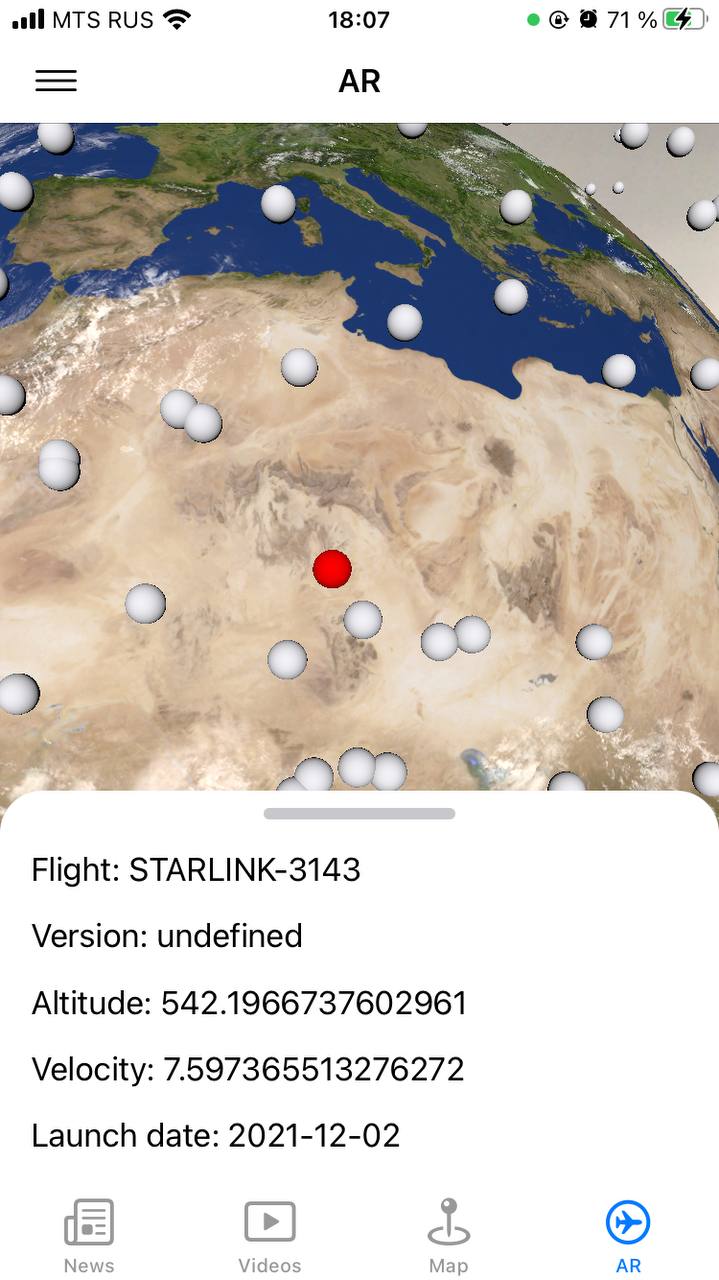 MTS RUS 18:07 71 %
AR
Flight: STARLINK-3143
Version: undefined
Altitude: 542.1966737602961
Velocity: 7.597365513276272
Launch date: 2021-12-02
News Videos Map AR